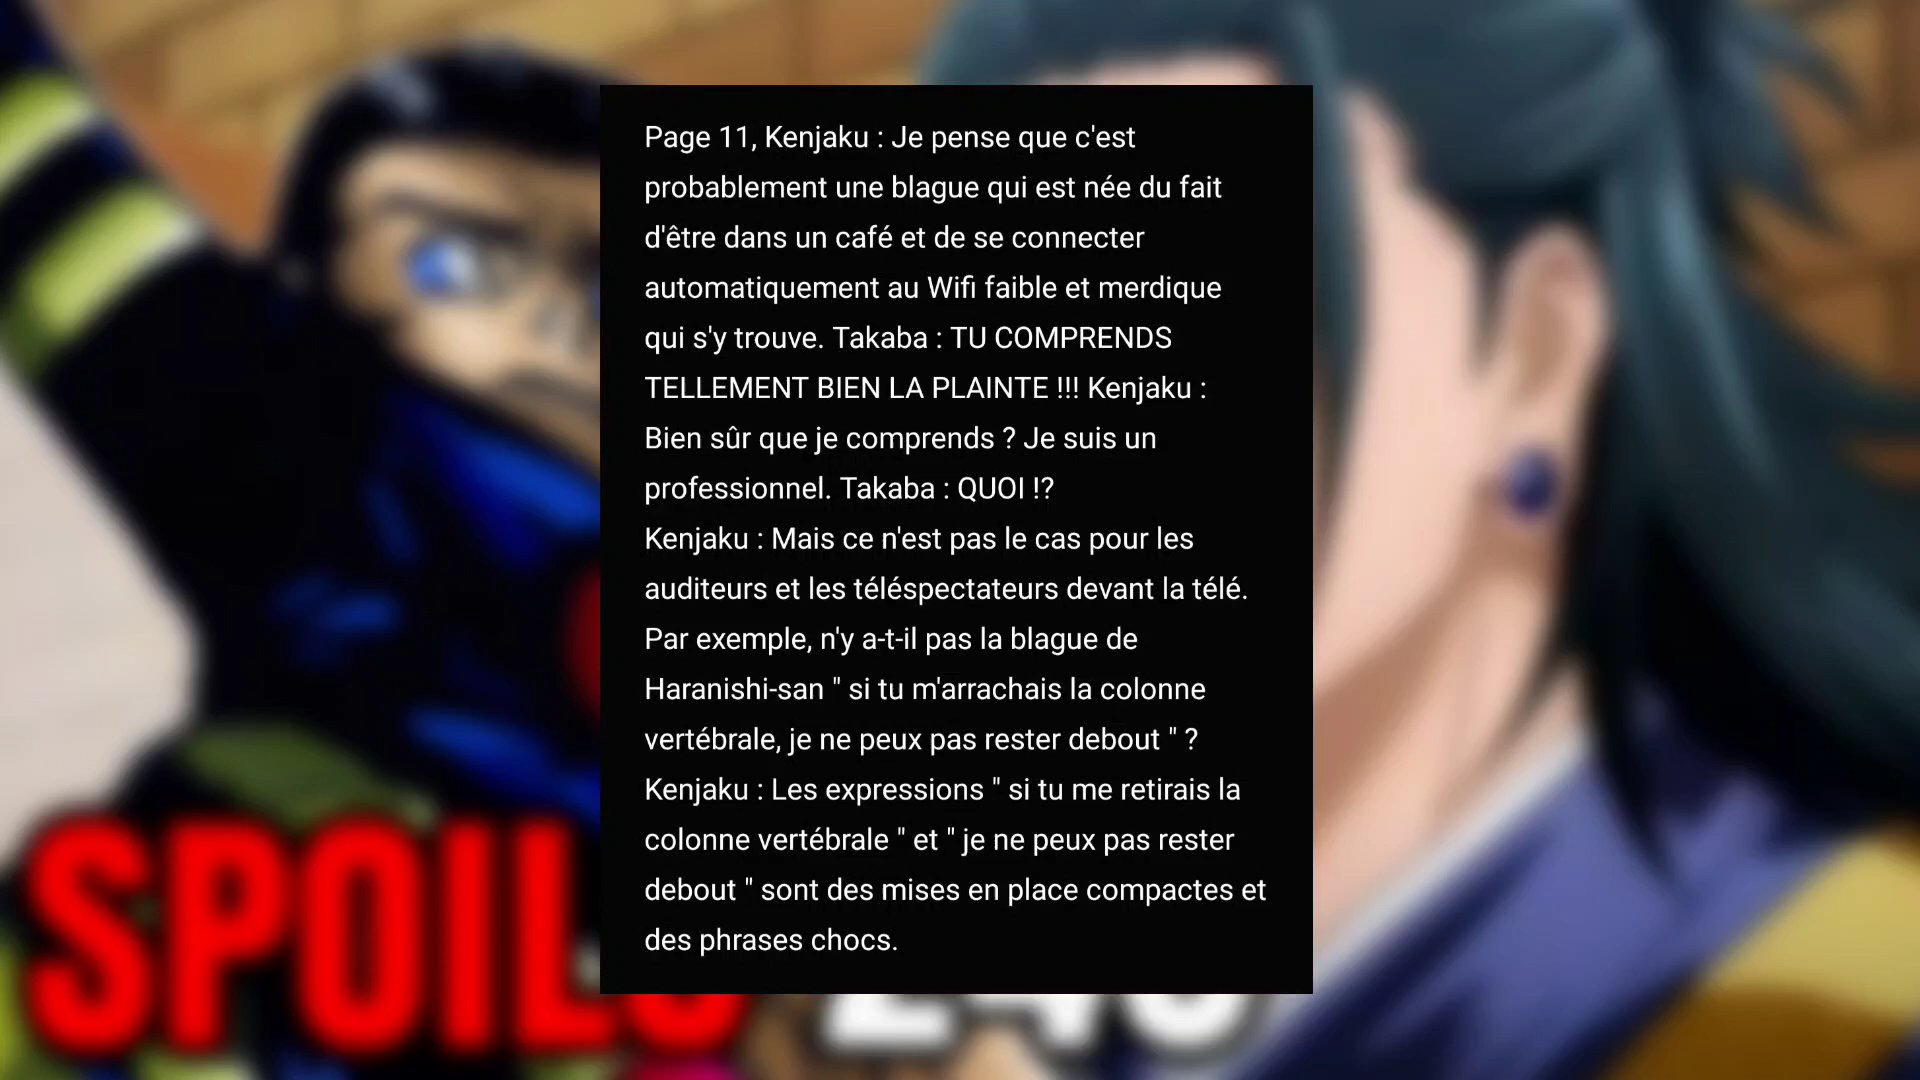 Page 11, Kenjaku : Je pense que c'est
probablement une blague qui est née du fait
d'être dans un café et de se connecter
automatiquement au Wifi faible et merdique
qui s'y trouve. Takaba : TU COMPRENDS
TELLEMENT BIEN LA PLAINTE !!! Kenjaku :
Bien sûr que je comprends ? Je suis un
professionnel. Takaba : QUOI !?
Kenjaku : Mais ce n'est pas le cas pour les
auditeurs et les téléspectateurs devant la télé.
Par exemple, n'y a-t-il pas la blague de
Haranishi-san " si tu m'arrachais la colonne
vertébrale, je ne peux pas rester debout " ?
Kenjaku : Les expressions " si tu me retirais la
colonne vertébrale " et " je ne peux pas rester
debout " sont des mises en place compactes et
des phrases chocs.
SPOILS